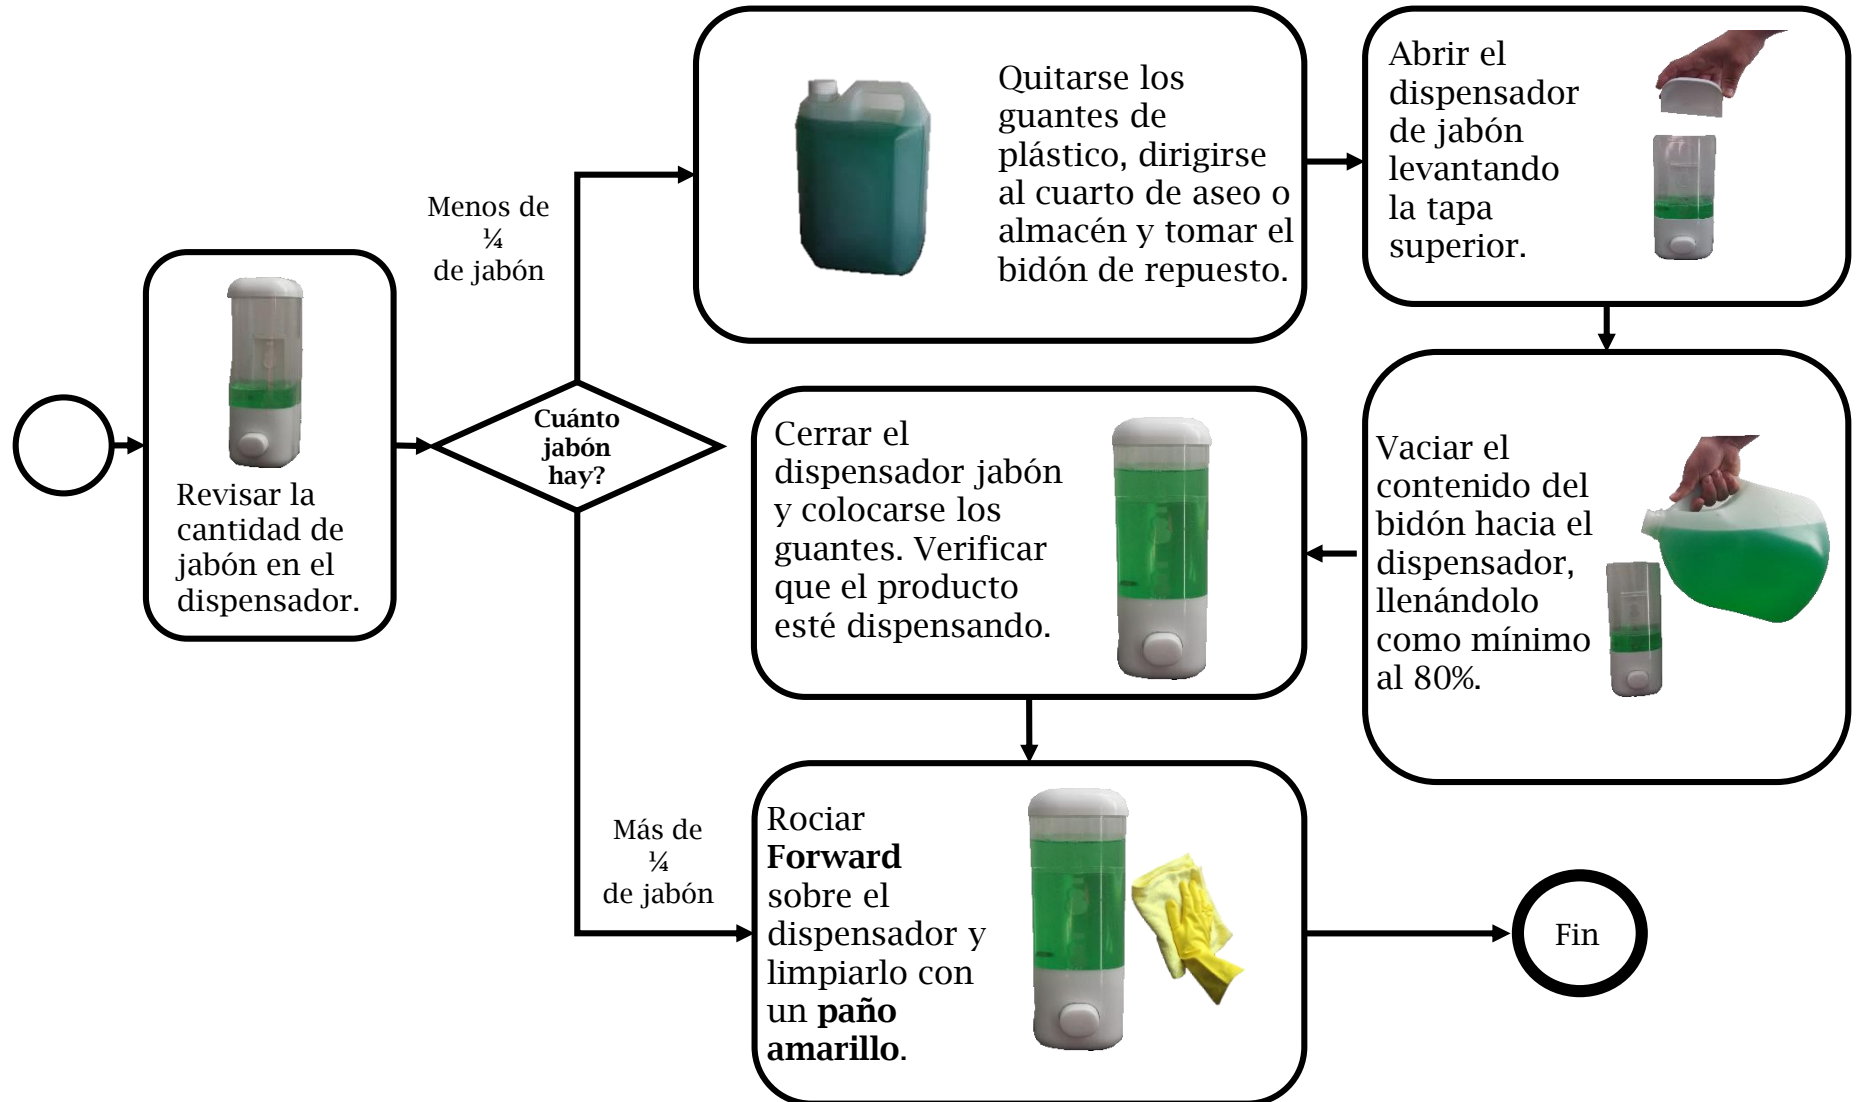 Revisar la
cantidad de
jabón en el
dispensador.
Cuánto
jabón
hay?
Menos de
¼
de jabón
Quitarse los
guantes de
plástico, dirigirse
al cuarto de aseo o
almacén y tomar el
bidón de repuesto.
Abrir el
dispensador
de jabón
levantando
la tapa
superior.
Vaciar el
contenido del
bidón hacia el
dispensador,
llenándolo
como mínimo
al 80%.
Cerrar el
dispensador jabón
y colocarse los
guantes. Verificar
que el producto
esté dispensando.
Más de
¼
de jabón
Rociar
Forward
sobre el
dispensador y
limpiarlo con
un paño
amarillo.
Fin